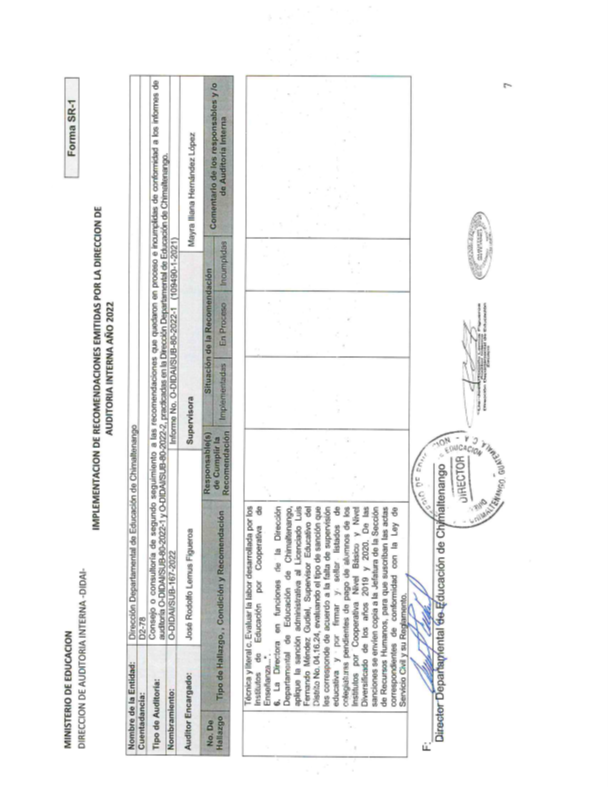 MINISTERIO DE EDUCACION
DIRECCION DE AUDITORIA INTERNA -DIDAI-
Forma SR-1
IMPLEMENTACION DE RECOMENDACIONES EMITIDAS POR LA DIRECCION DE
AUDITORIA INTERNA AÑO 2022
Nombre de la Entidad: Dirección Departamental de Educación de Chimaltenango
Cuentadancia: D2-78
Tipo de Auditoría: Consejo o consultoría de segundo seguimiento a las recomendaciones que quedaron en proceso e incumplidas de conformidad a los informes de
auditoría O-DIDAI/SUB-80-2022-1 y O-DIDAI/SUB-80-2022-2, practicadas en la Dirección Departamental de Educación de Chimaltenango.
Nombramiento: O-DIDAI/SUB-167-2022 Informe No. O-DIDAI/SUB-80-2022-1 (109490-1-2021)
Auditor Encargado: José Rodolfo Lemus Figueroa Supervisora Mayra Iliana Hernández López
No. De Hallazgo
Tipo de Hallazgo, Condición y Recomendación
Responsable(s) de Cumplir la Recomendación
Situación de la Recomendación
Implementadas En Proceso Incumplidas
Comentario de los responsables y /o de Auditoría Interna
Técnica y literal c. Evaluar la labor desarrollada por los
Institutos de Educación por Cooperativa de
Enseñanza..".
6. La Directora en funciones de la Dirección
Departamental de Educación de Chimaltenango,
aplique la sanción administrativa al Licenciado Luis
Fernando Méndez Gudiel, Supervisor Educativo del
Distrito No. 04.16.24, evaluando el tipo de sanción que
les corresponde de acuerdo a la falta de supervisión
educativa y por firmar y sellar listados de
colegiaturas pendientes de pago de alumnos de los
Institutos por Cooperativa Nivel Básico y Nivel
Diversificado de los años 2019 y 2020. De las
sanciones se envíen copia a la Jefatura de la Sección
de Recursos Humanos, para que suscriban las actas
correspondientes de conformidad con la Ley de
Servicio Civil y su Reglamento.
F:
Director Departamental de Educación de Chimaltenango
DIRECTOR
7